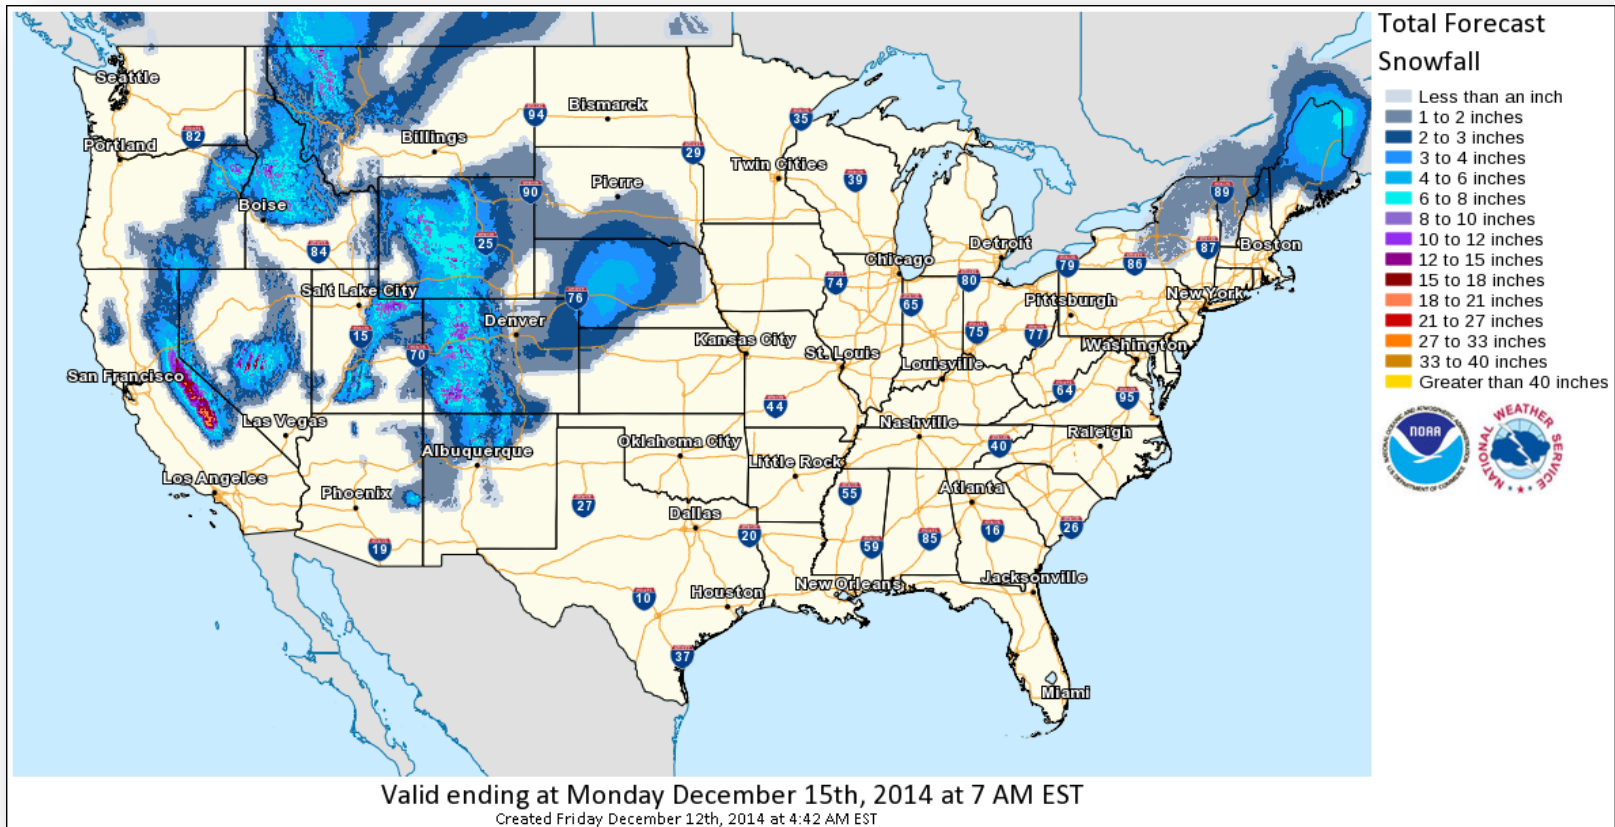 Total Forecast
Snowfall
Less than an inch
1 to 2 inches
2 to 3 inches
3 to 4 inches
4 to 6 inches
6 to 8 inches
8 to 10 inches
10 to 12 inches
12 to 15 inches
15 to 18 inches
18 to 21 inches
21 to 27 inches
27 to 33 inches
33 to 40 inches
Greater than 40 inches
NOAA
NATIONAL WEATHER SERVICE
Seattle
Portland
82
Billings
94
Bismarck
35
29
Twin Cities
39
Pierre
90
Boise
84
25
89
87
Boston
Detroit
Chicago
79
86
80
74
65
Salt Lake City
76
Denver
15
70
Pittsburgh
New York
75
77
Kansas City
St. Louis
Louisville
Washington
San Francisco
64
95
44
Las Vegas
Nashville
Raleigh
Oklahoma City
40
Albuquerque
Little Rock
Los Angeles
Phoenix
Atlanta
55
27
Dallas
20
59
85
16
26
19
Jacksonville
New Orleans
Houston
10
37
Miami
Valid ending at Monday December 15th, 2014 at 7 AM EST
Created Friday December 12th, 2014 at 4:42 AM EST